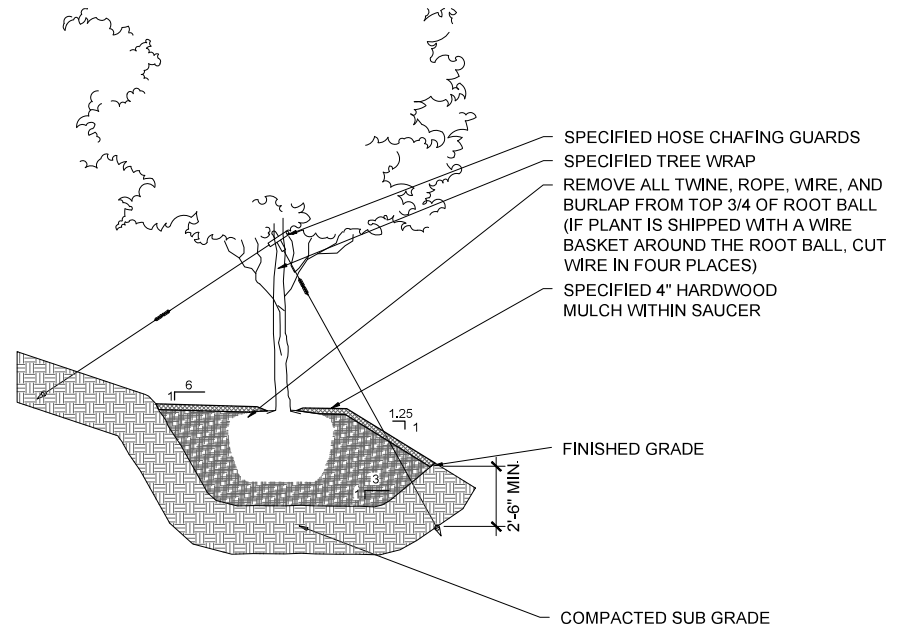 SPECIFIED HOSE CHAFING GUARDS
SPECIFIED TREE WRAP
REMOVE ALL TWINE, ROPE, WIRE, AND
BURLAP FROM TOP 3/4 OF ROOT BALL
(IF PLANT IS SHIPPED WITH A WIRE
BASKET AROUND THE ROOT BALL, CUT
WIRE IN FOUR PLACES)
SPECIFIED 4" HARDWOOD
MULCH WITHIN SAUCER
6
1
1.25
1
FINISHED GRADE
3
1
2'-6" MIN.
COMPACTED SUB GRADE